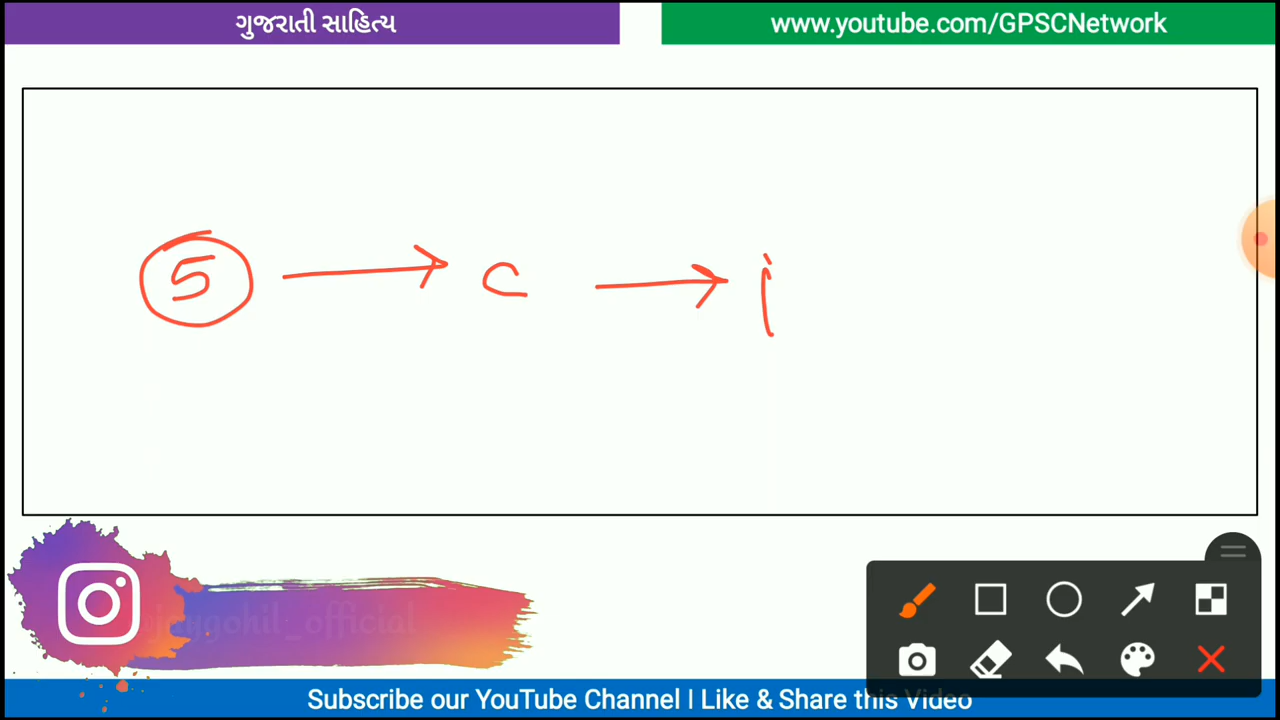 ગુજરાતી સાહિત્ય
www.youtube.com/GPSCNetwork
5 → c → i
Subscribe our YouTube Channel | Like & Share this Video